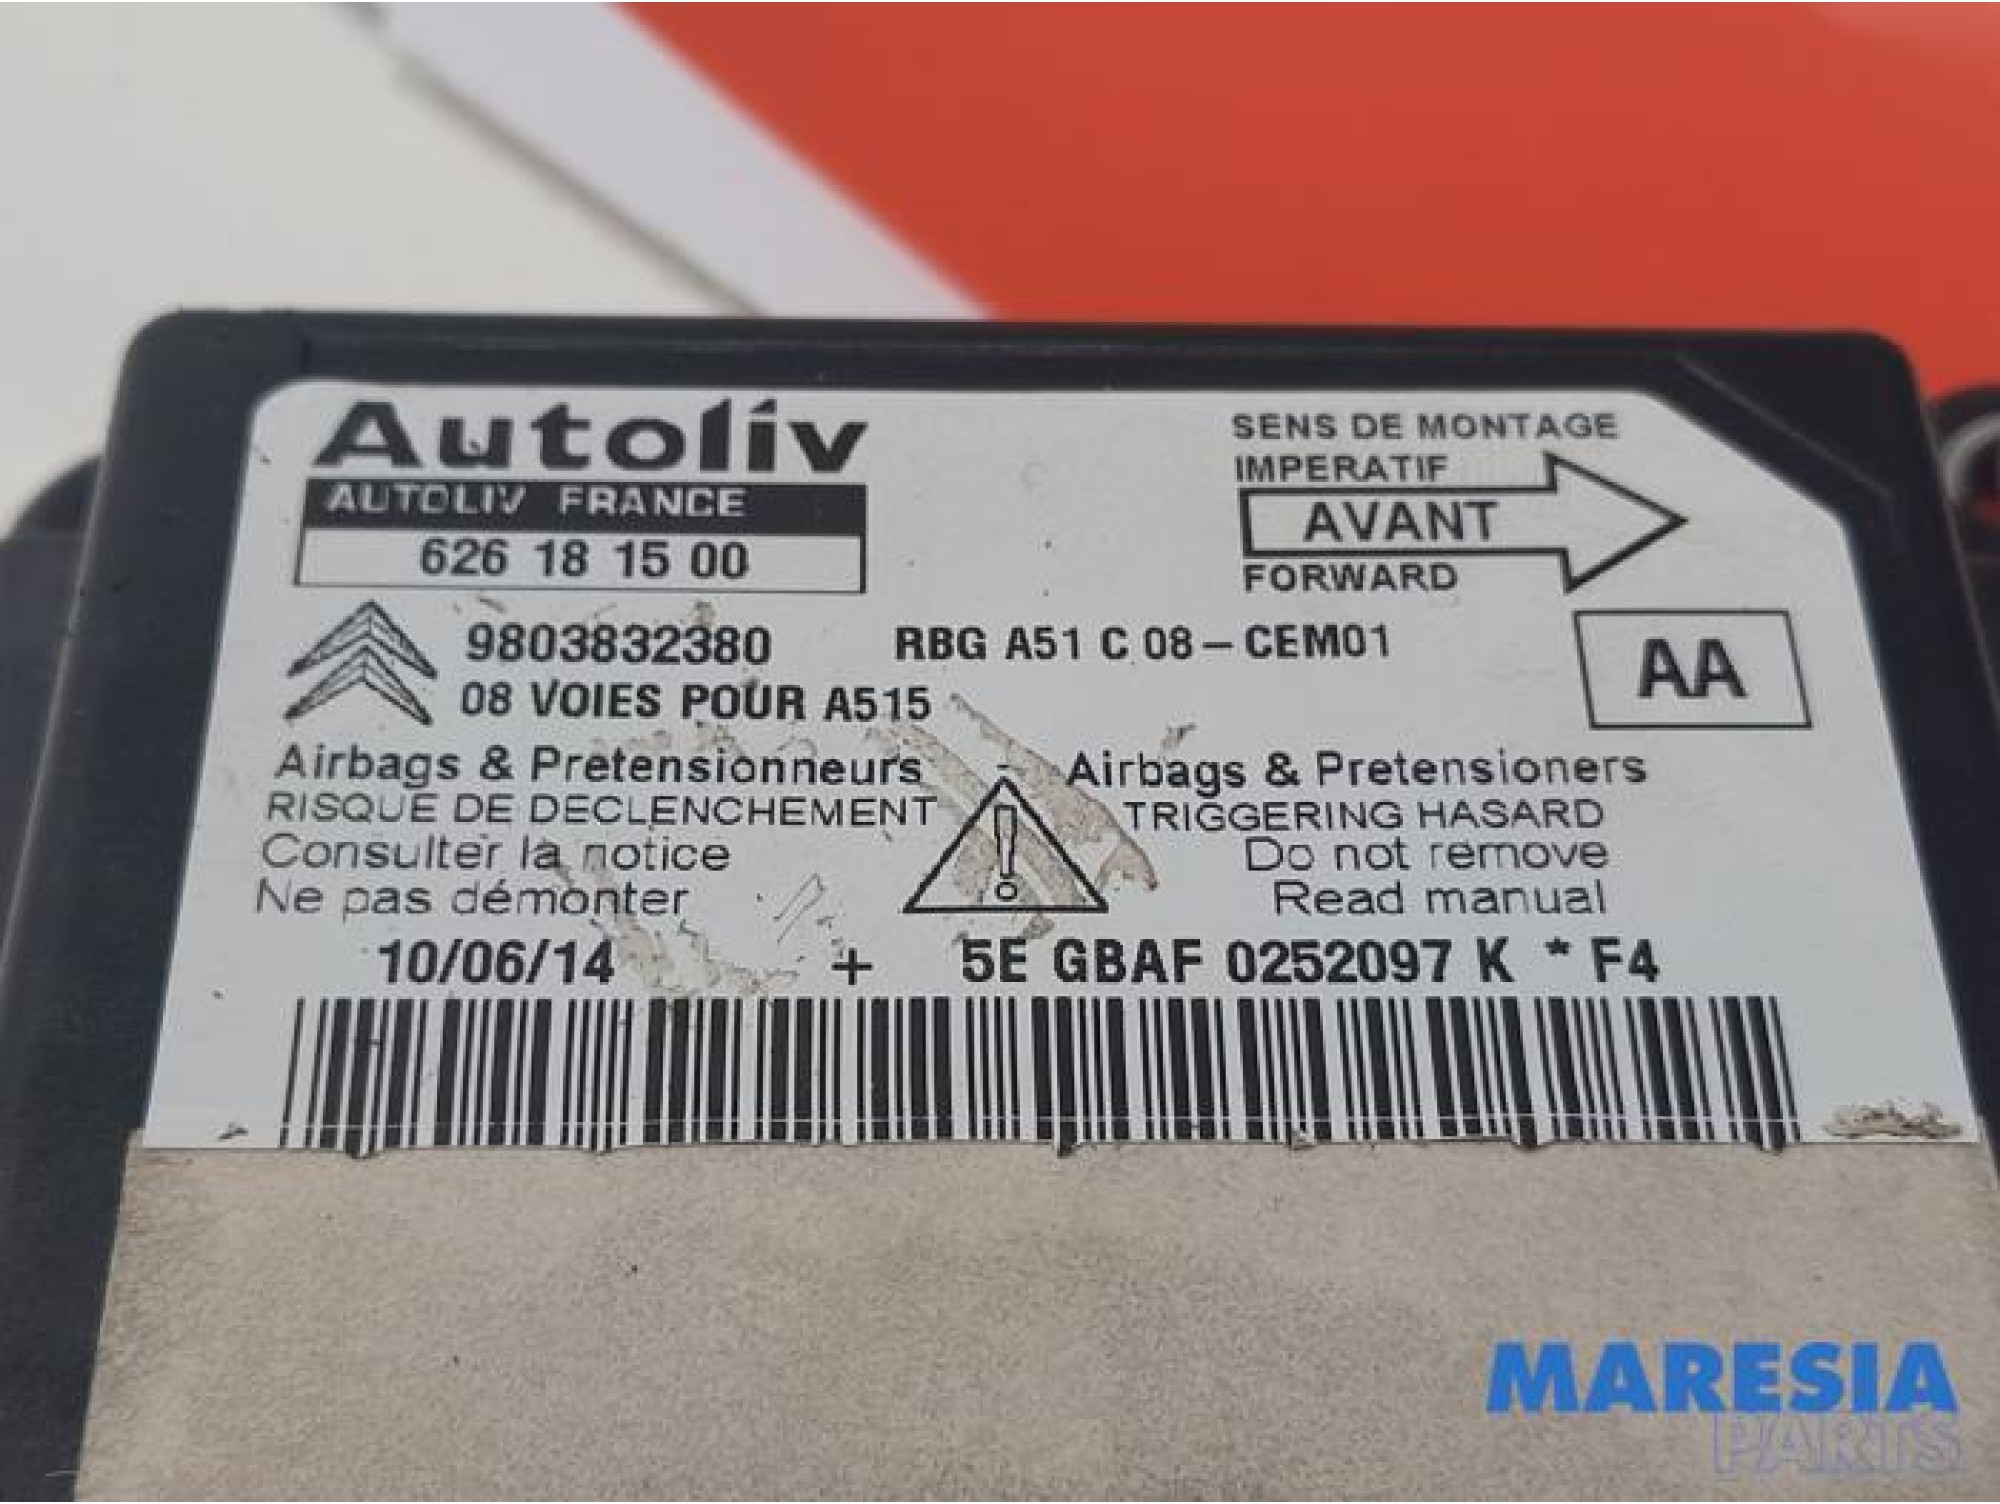 Autoliv
AUTOLIV FRANCE
626 18 15 00
SENS DE MONTAGE
IMPERATIF
AVANT
FORWARD
9803832380 RBG A51 C 08-CEM01
AA
08 VOIES POUR A515
Airbags & Pretensionneurs
RISQUE DE DECLENCHEMENT
Consulter la notice
Ne pas démonter
Airbags & Pretensioners
TRIGGERING HASARD
Do not remove
Read manual
10/06/14 + 5E GBAF 0252097 K * F4
MARESIA
PARTS